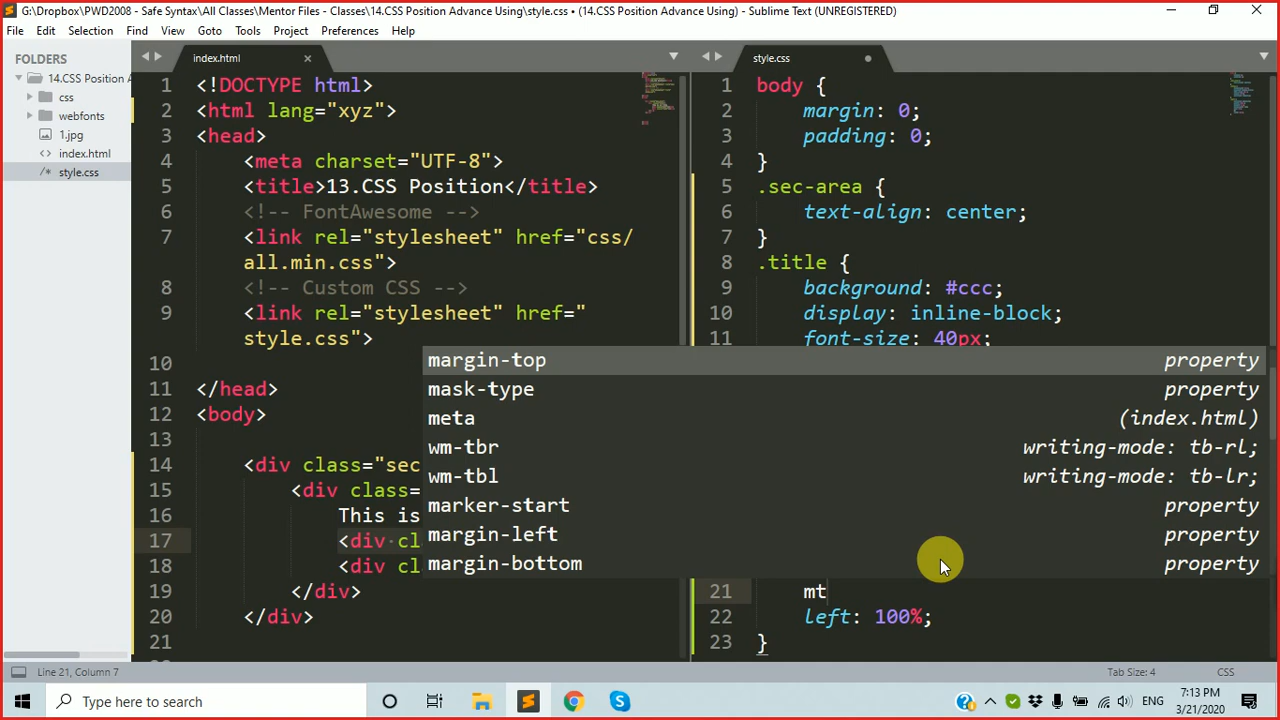 G:\Dropbox\PWD2008 - Safe Syntax\All Classes\Mentor Files - Classes\14.CSS Position Advance Using\style.css • (14.CSS Position Advance Using) - Sublime Text (UNREGISTERED)
File Edit Selection Find View Goto Tools Project Preferences Help
FOLDERS
14.CSS Position A
css
webfonts
1.jpg
index.html
/* style.css
index.html
1 <!DOCTYPE html>
2 <html lang="xyz">
3 <head>
4 <meta charset="UTF-8">
5 <title>13.CSS Position</title>
6 <!-- FontAwesome -->
7 <link rel="stylesheet" href="css/
all.min.css">
8 <!-- Custom CSS -->
9 <link rel="stylesheet" href="
style.css">
10
11 </head>
12 <body>
13
14 <div class="sec
15 <div class=
16 This is
17 <div cl
18 <div cl
19 </div>
20 </div>
21
style.css
1 body {
2 margin: 0;
3 padding: 0;
4 }
5 .sec-area {
6 text-align: center;
7 }
8 .title {
9 background: #ccc;
10 display: inline-block;
11 font-size: 40px;
margin-top property
mask-type property
meta (index.html)
wm-tbr writing-mode: tb-rl;
wm-tbl writing-mode: tb-lr;
marker-start property
margin-left property
margin-bottom property
21 mt
22 left: 100%;
23 }
Line 21, Column 7
Tab Size: 4
CSS
Type here to search
ENG
7:13 PM
3/21/2020